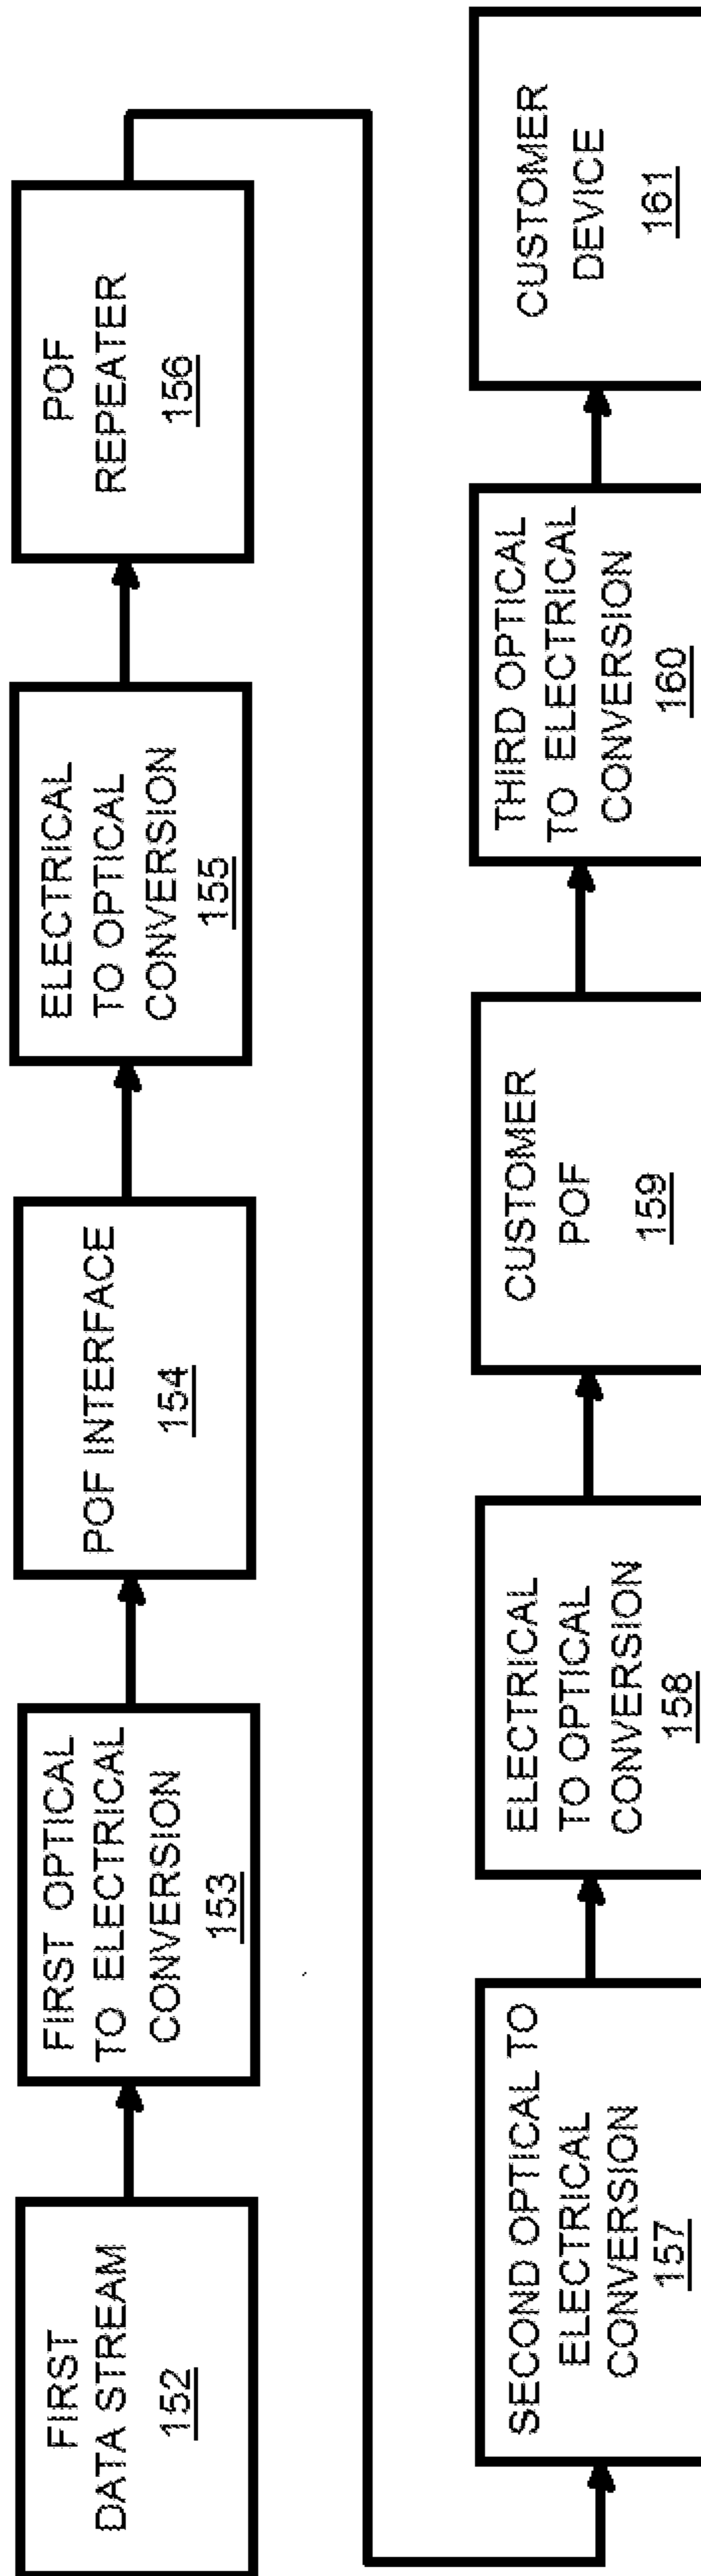 FIRST
DATA STREAM
152
FIRST OPTICAL
TO ELECTRICAL
CONVERSION
153
POF INTERFACE
154
ELECTRICAL
TO OPTICAL
CONVERSION
155
POF
REPEATER
156
SECOND OPTICAL TO
ELECTRICAL
CONVERSION
157
ELECTRICAL
TO OPTICAL
CONVERSION
158
CUSTOMER
POF
159
THIRD OPTICAL
TO ELECTRICAL
CONVERSION
160
CUSTOMER
DEVICE
161